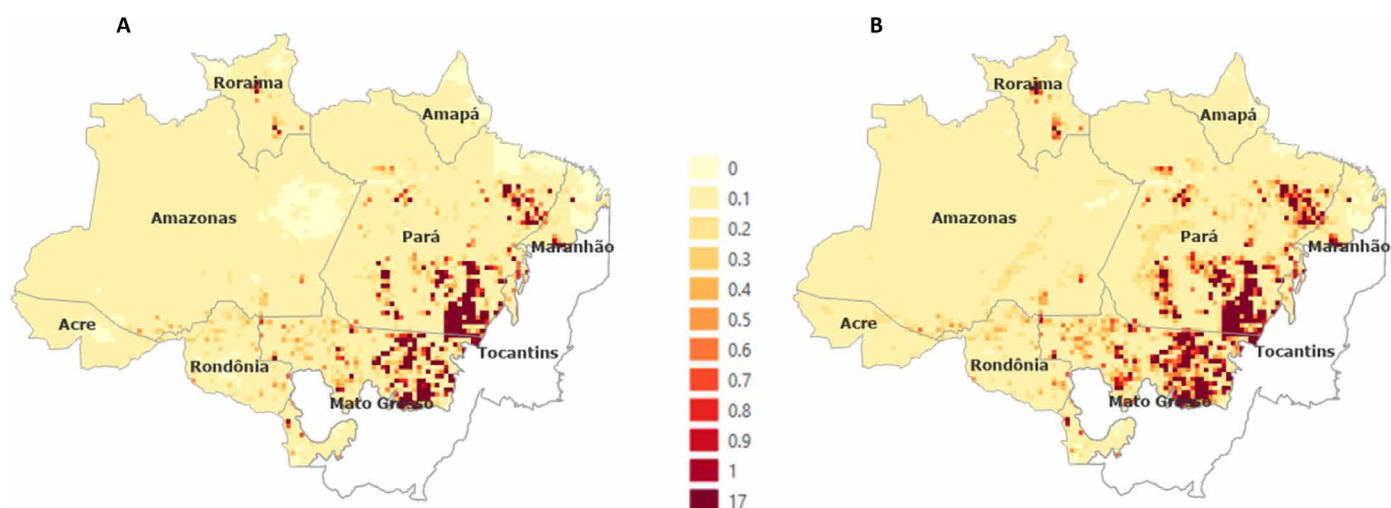 A
Roraima
Amapá
Amazonas
Pará
Maranhão
Acre
Rondônia
Tocantins
Mato Grosso
0
0.1
0.2
0.3
0.4
0.5
0.6
0.7
0.8
0.9
1
17
B
Roraima
Amapá
Amazonas
Pará
Maranhão
Acre
Rondônia
Tocantins
Mato Grosso